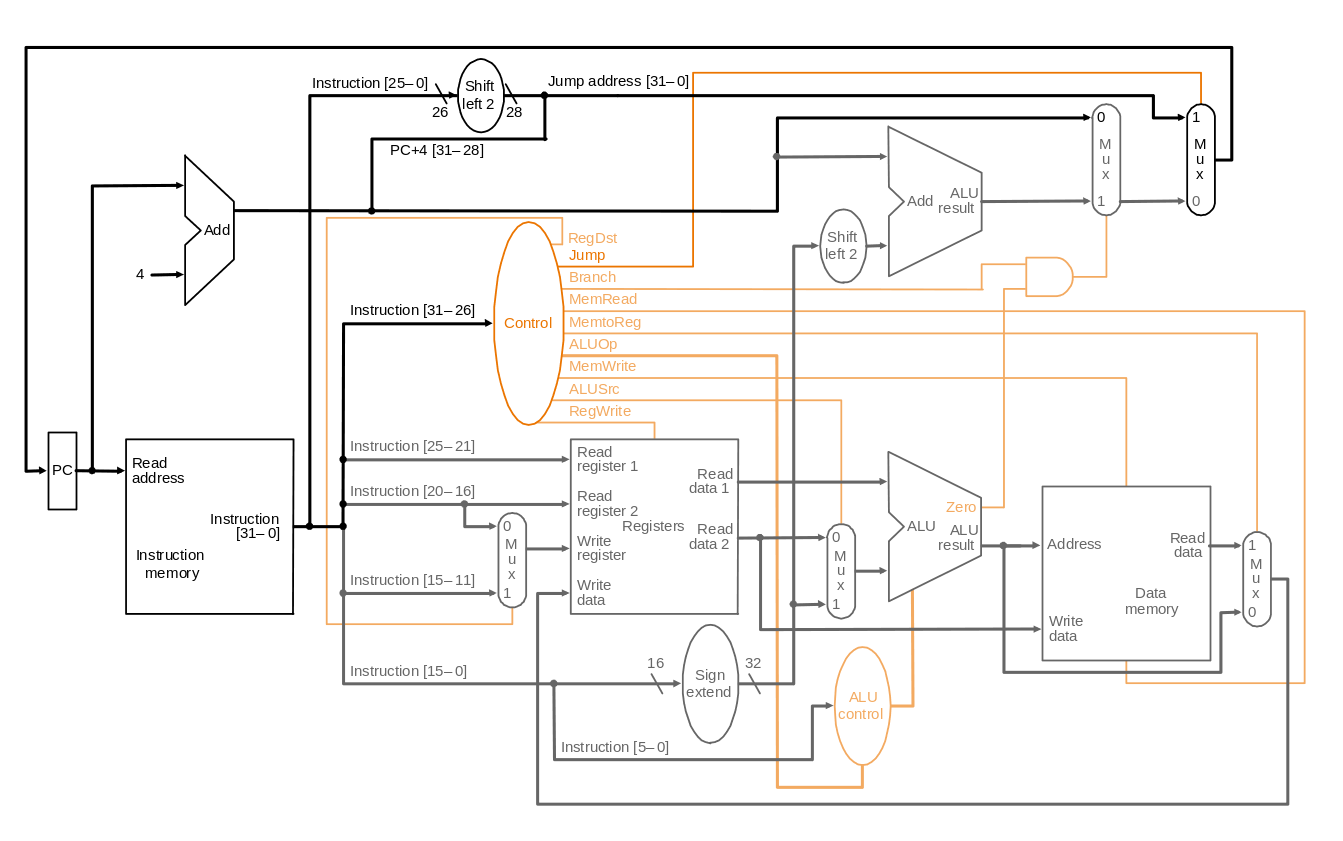 Instruction [25–0]
26
Shift
left 2
28
Jump address [31–0]
PC+4 [31–28]
Add
4
0
M
u
x
1
1
M
u
x
0
Add
ALU
result
Shift
left 2
RegDst
Jump
Branch
MemRead
MemtoReg
ALUOp
MemWrite
ALUSrc
RegWrite
Control
Instruction [31–26]
PC
Read
address
Instruction
[31–0]
Instruction
memory
Instruction [25–21]
Instruction [20–16]
Instruction [15–11]
Instruction [15–0]
0
M
u
x
1
Read
register 1
Read
register 2
Write
register
Write
data
Registers
Read
data 1
Read
data 2
0
M
u
x
1
Zero
ALU
ALU
result
Address
Write
data
Read
data
Data
memory
1
M
u
x
0
16
Sign
extend
32
ALU
control
Instruction [5–0]